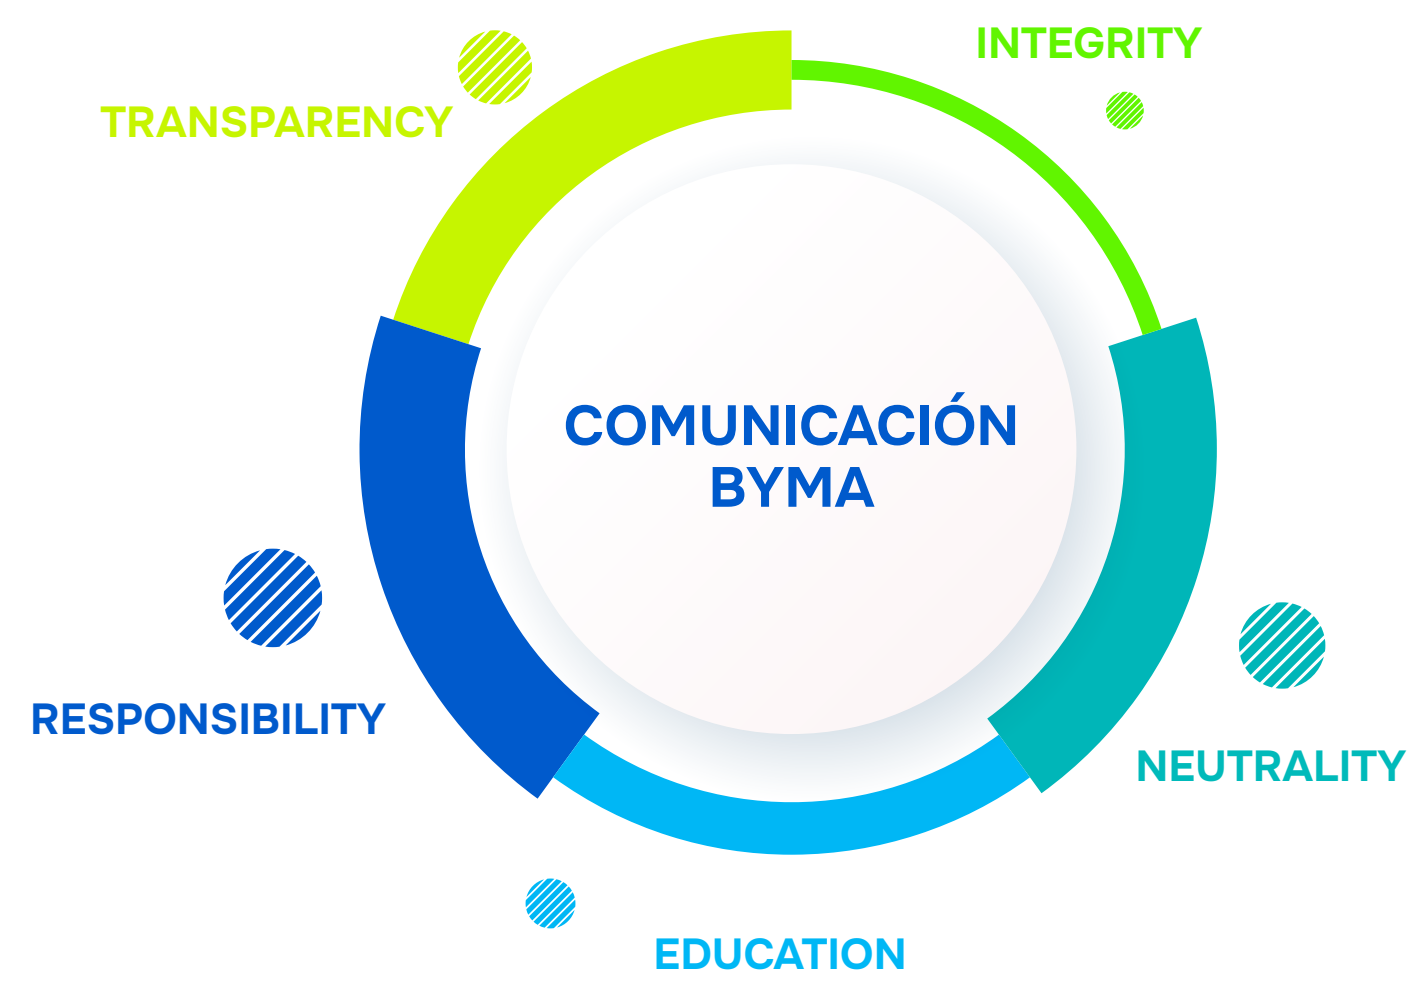 INTEGRITY
TRANSPARENCY
COMUNICACIÓN
BYMA
RESPONSIBILITY
NEUTRALITY
EDUCATION